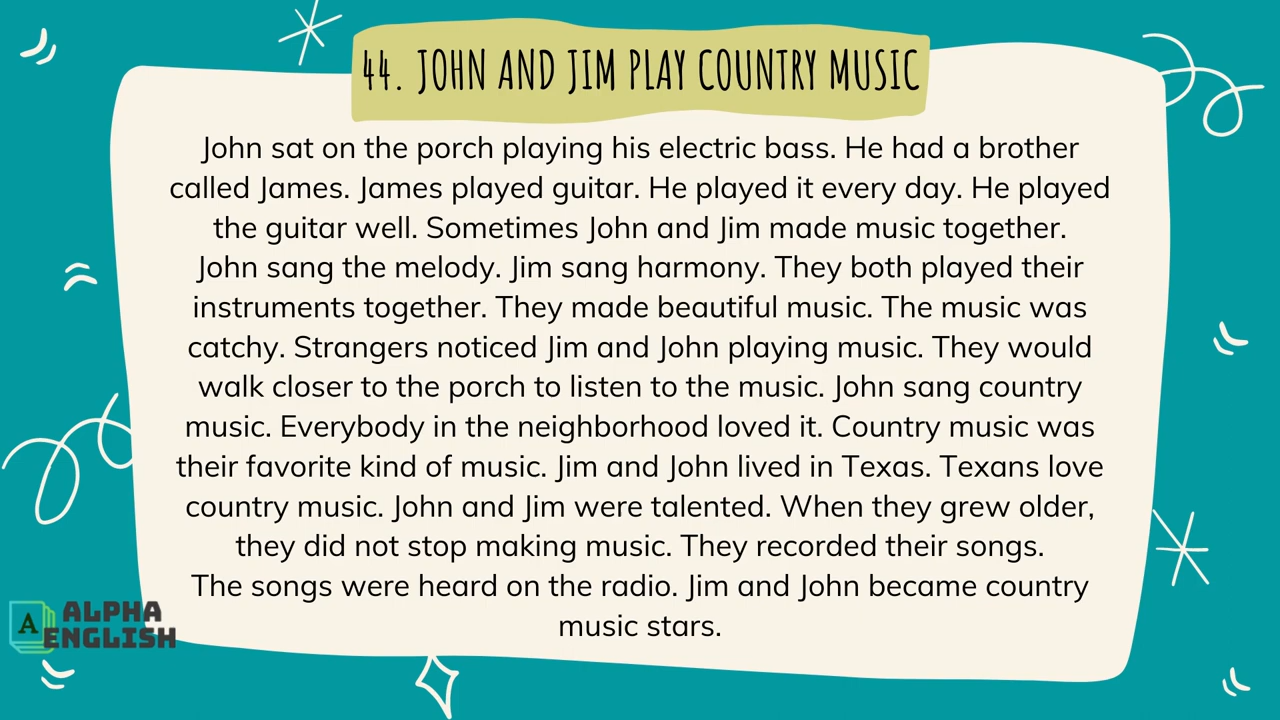 44. JOHN AND JIM PLAY COUNTRY MUSIC
John sat on the porch playing his electric bass. He had a brother
called James. James played guitar. He played it every day. He played
the guitar well. Sometimes John and Jim made music together.
John sang the melody. Jim sang harmony. They both played their
instruments together. They made beautiful music. The music was
catchy. Strangers noticed Jim and John playing music. They would
walk closer to the porch to listen to the music. John sang country
music. Everybody in the neighborhood loved it. Country music was
their favorite kind of music. Jim and John lived in Texas. Texans love
country music. John and Jim were talented. When they grew older,
they did not stop making music. They recorded their songs.
The songs were heard on the radio. Jim and John became country
music stars.
A
ALPHA
ENGLISH